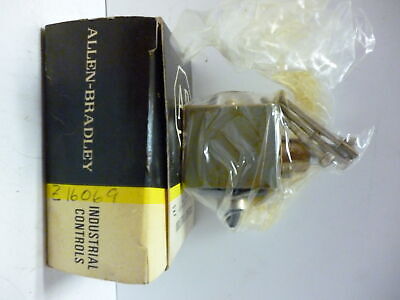 ALLEN-BRADLEY
Z16069
INDUSTRIAL
CONTROLS